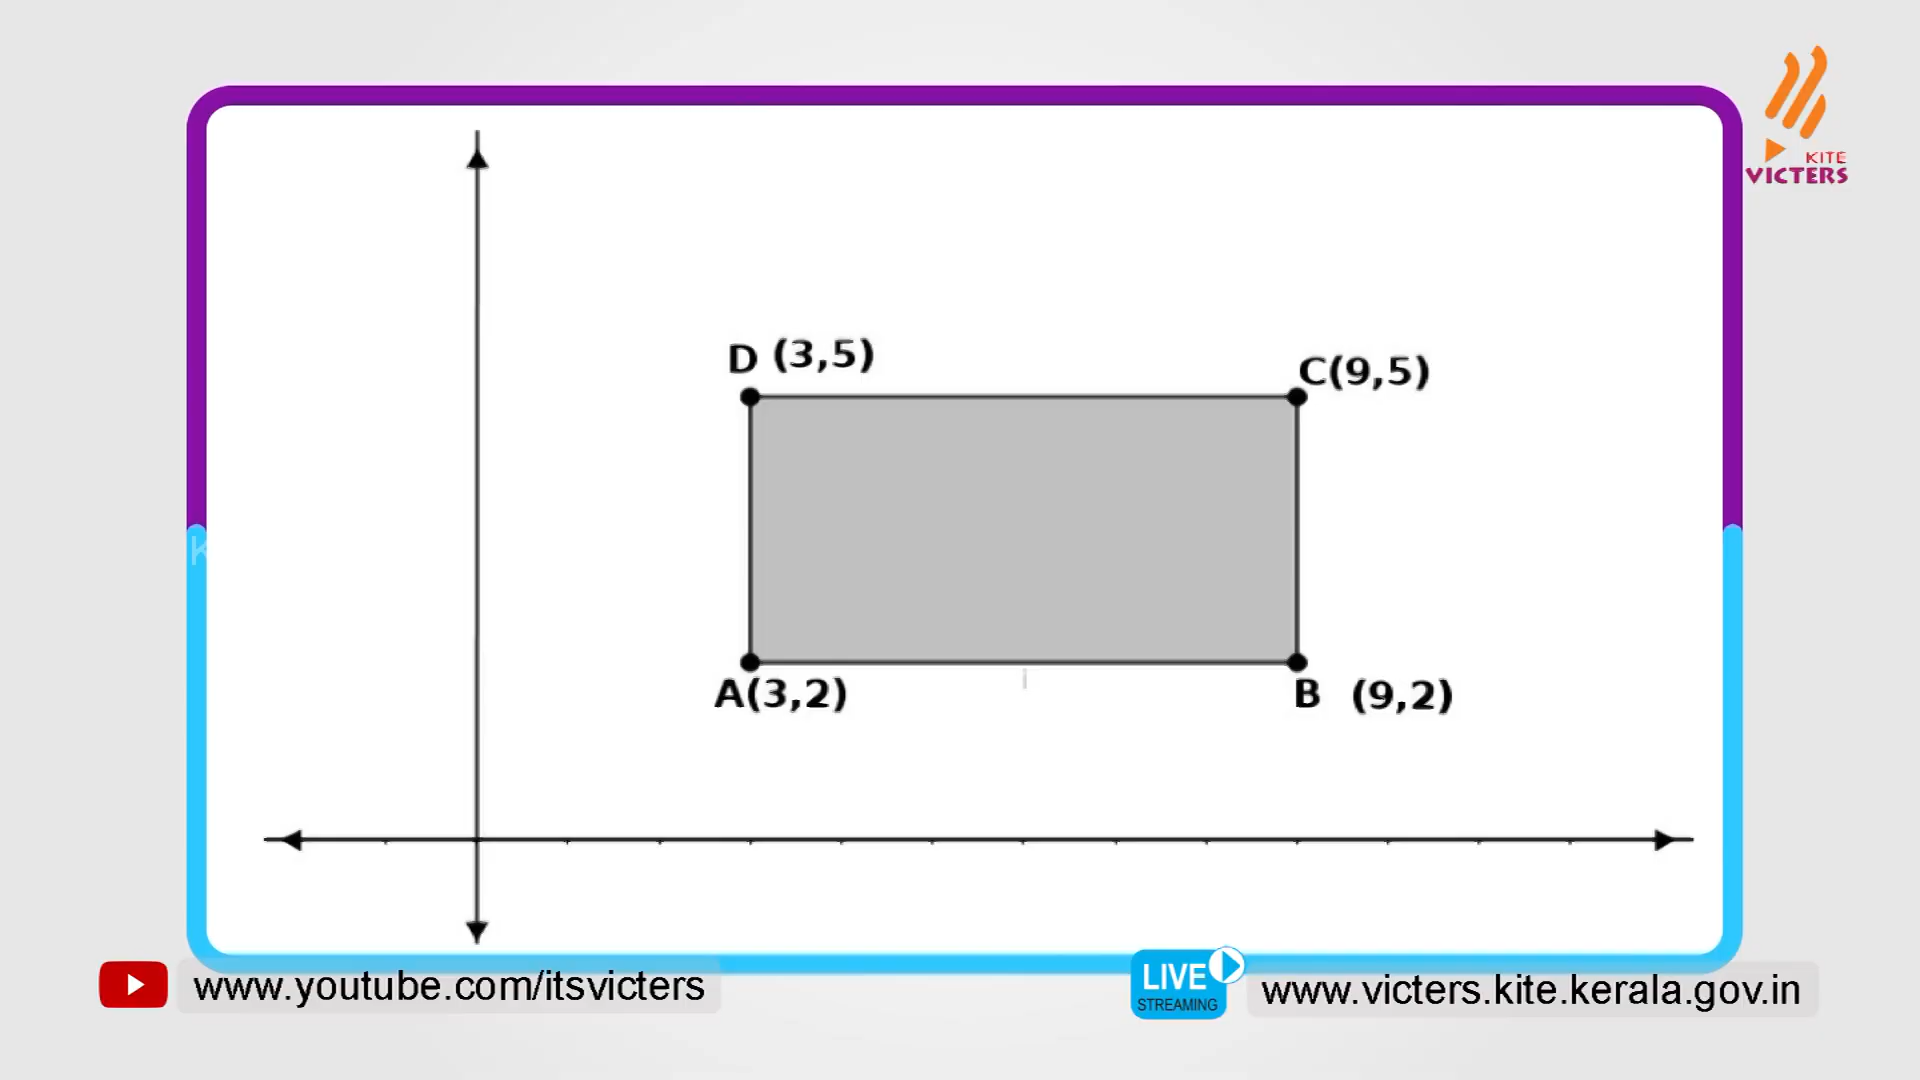 KITE
VICTERS
D (3,5)
C(9,5)
K
A(3,2)
B (9,2)
www.youtube.com/itsvicters
LIVE
STREAMING
www.victers.kite.kerala.gov.in